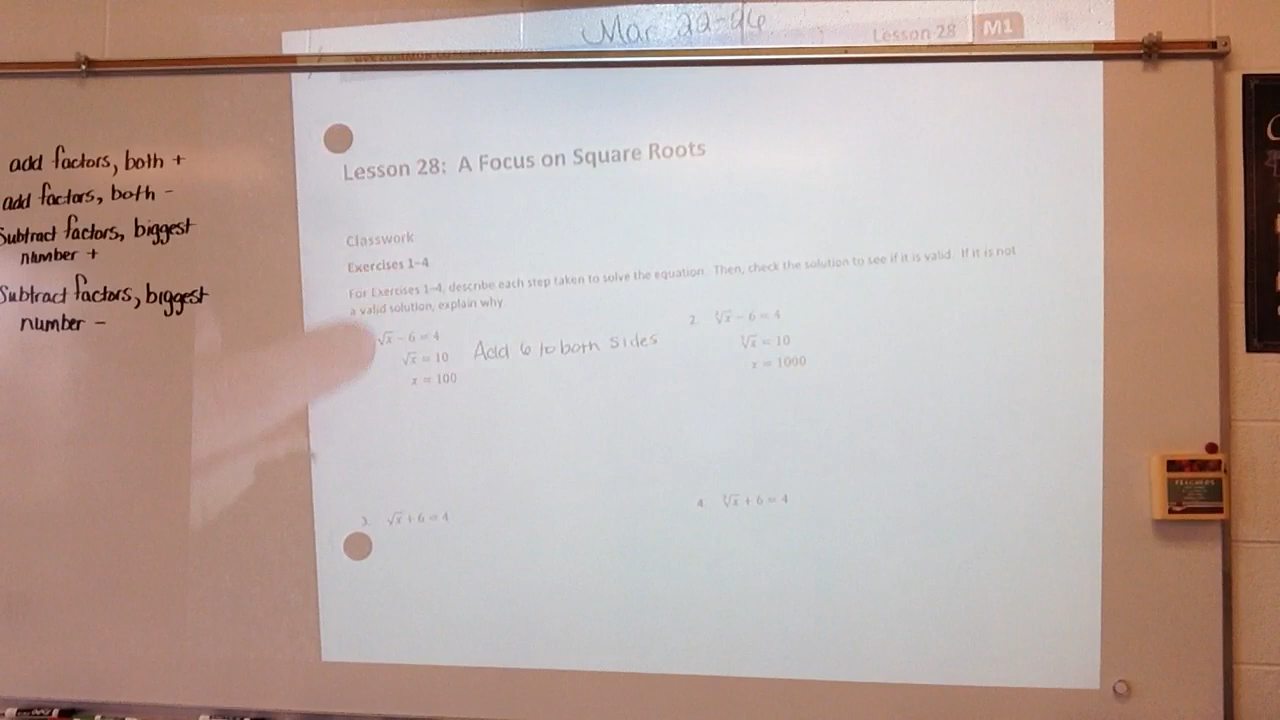 Mar 22-26
Lesson 28 M1
add factors, both +
add factors, both -
Subtract factors, biggest
number +
Subtract factors, biggest
number -
Lesson 28: A Focus on Square Roots
Classwork
Exercises 1-4
For Exercises 1-4, describe each step taken to solve the equation. Then, check the solution to see if it is valid. If it is not
a valid solution, explain why.
√x - 6 = 4
√x = 10 Add 6 to both sides
x = 100
2. ∛x - 6 = 4
∛x = 10
x = 1000
3. √x + 6 = 4
4. ∛x + 6 = 4